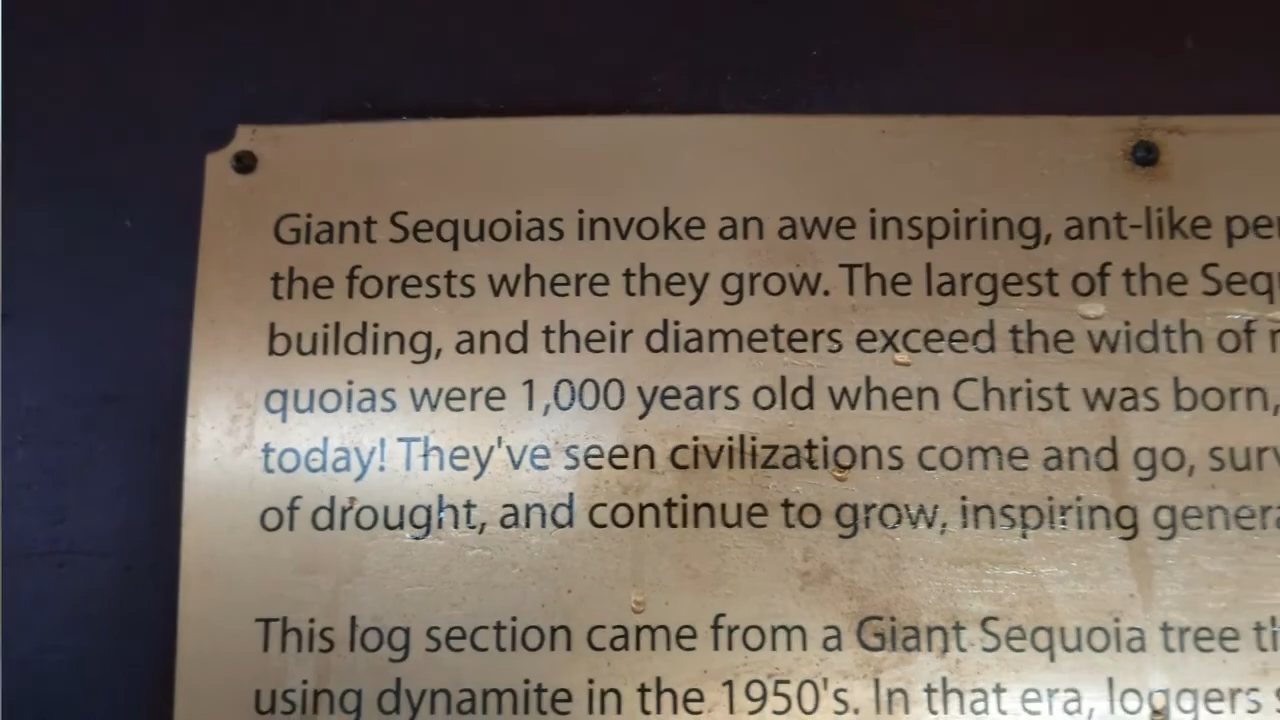 Giant Sequoias invoke an awe inspiring, ant-like
the forests where they grow. The largest of the
building, and their diameters exceed the width of
quoias were 1,000 years old when Christ was born,
today! They've seen civilizations come and go,
of drought, and continue to grow, inspiring
This log section came from a Giant Sequoia tree
using dynamite in the 1950's. In that era, loggers